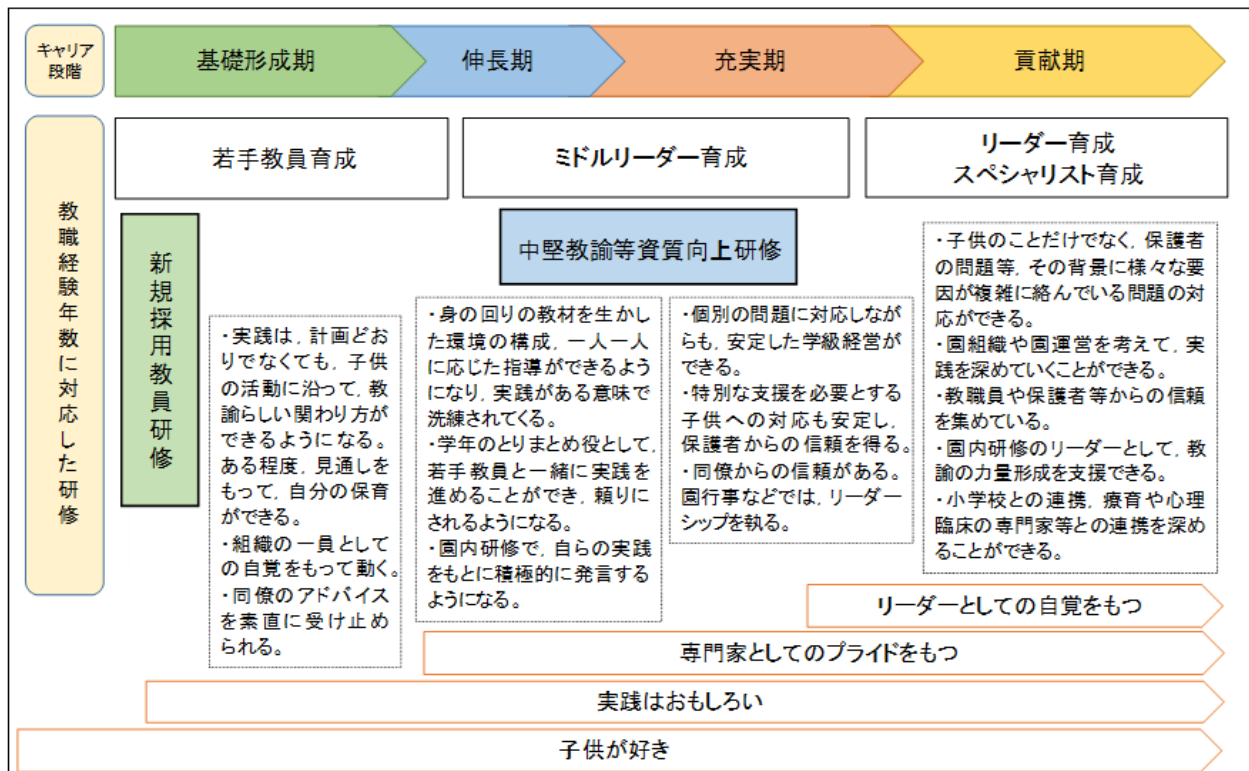 キャリア
段階
基礎形成期
伸長期
充実期
貢献期
教職経験年数に対応した研修
若手教員育成
ミドルリーダー育成
リーダー育成
スペシャリスト育成
新規採用教員研修
中堅教諭等資質向上研修
・実践は，計画どお
りでなくても，子供
の活動に沿って，教
諭らしい関わり方が
できるようになる。
ある程度，見通しを
もって，自分の保育
ができる。
・組織の一員として
の自覚をもって動く。
・同僚のアドバイス
を素直に受け止め
られる。
・身の回りの教材を生かし
た環境の構成，一人一人
に応じた指導ができるよう
になり，実践がある意味で
洗練されてくる。
・学年のとりまとめ役として，
若手教員と一緒に実践を
進めることができ，頼りに
されるようになる。
・園内研修で，自らの実践
をもとに積極的に発言する
ようになる。
・個別の問題に対応しなが
らも，安定した学級経営が
できる。
・特別な支援を必要とする
子供への対応も安定し，
保護者からの信頼を得る。
・同僚からの信頼がある。
園行事などでは，リーダー
シップを執る。
・子供のことだけでなく，保護者
の問題等，その背景に様々な要
因が複雑に絡んでいる問題の対
応ができる。
・園組織や園運営を考えて，実
践を深めていくことができる。
・教職員や保護者等からの信頼
を集めている。
・園内研修のリーダーとして，教
諭の力量形成を支援できる。
・小学校との連携，療育や心理
臨床の専門家等との連携を深め
ることができる。
リーダーとしての自覚をもつ
専門家としてのプライドをもつ
実践はおもしろい
子供が好き